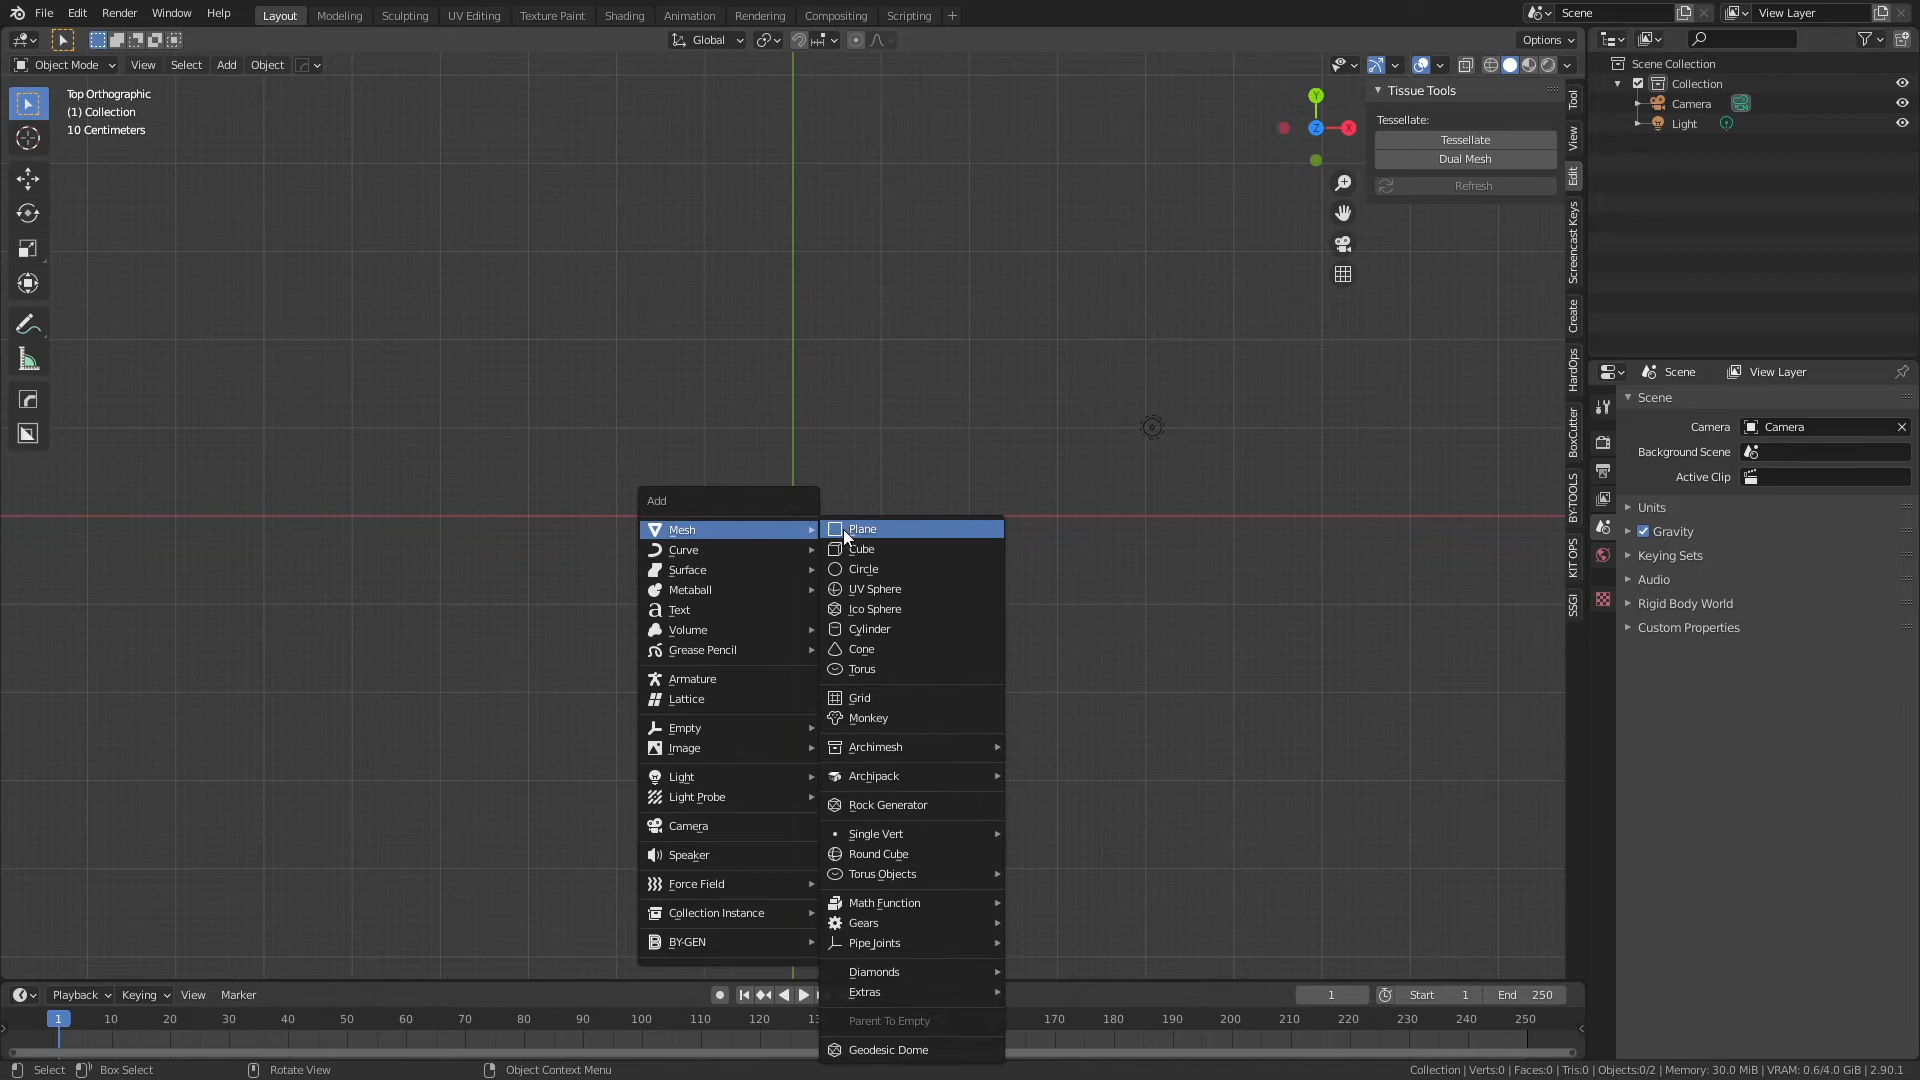 File Edit Render Window Help Layout Modeling Sculpting UV Editing Texture Paint Shading Animation Rendering Compositing Scripting + Scene View Layer
Global Options
Object Mode View Select Add Object
Top Orthographic
(1) Collection
10 Centimeters
Y
X
Z
Tissue Tools
Tessellate:
Tessellate
Dual Mesh
Refresh
Tool
View
Edit
Screencast Keys
Create
HardOps
BoxCutter
BY-TOOLS
KIT OPS
SSGI
Scene Collection
Collection
Camera
Light
Scene View Layer
Scene
Camera Camera
Background Scene
Active Clip
Units
Gravity
Keying Sets
Audio
Rigid Body World
Custom Properties
Add
Mesh
Curve
Surface
Metaball
Text
Volume
Grease Pencil
Armature
Lattice
Empty
Image
Light
Light Probe
Camera
Speaker
Force Field
Collection Instance
BY-GEN
Plane
Cube
Circle
UV Sphere
Ico Sphere
Cylinder
Cone
Torus
Grid
Monkey
Archimesh
Archipack
Rock Generator
Single Vert
Round Cube
Torus Objects
Math Function
Gears
Pipe Joints
Diamonds
Extras
Parent To Empty
Geodesic Dome
Playback Keying View Marker 1 Start 1 End 250
1 10 20 30 40 50 60 70 80 90 100 110 120 170 180 190 200 210 220 230 240 250
Select Box Select Rotate View Object Context Menu Collection | Verts:0 | Faces:0 | Tris:0 | Objects:0/2 | Memory: 30.0 MiB | VRAM: 0.6/4.0 GiB | 2.90.1